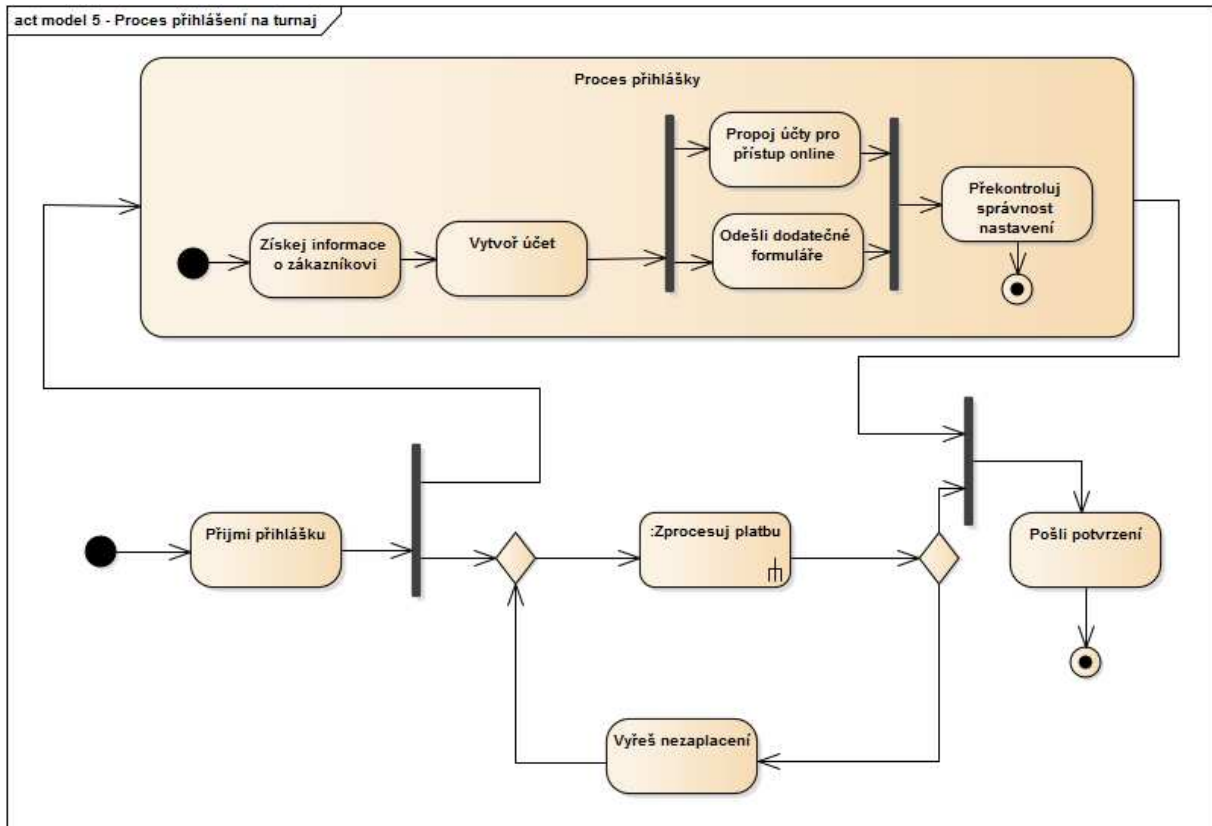 act model 5 - Proces přihlášení na turnaj
Proces přihlášky
Získej informace
o zákazníkovi
Vytvoř účet
Propoj účty pro
přístup online
Odešli dodatečné
formuláře
Překontroluj
správnost
nastavení
Přijmi přihlášku
:Zprocesuj platbu
Pošli potvrzení
Vyřeš nezaplacení